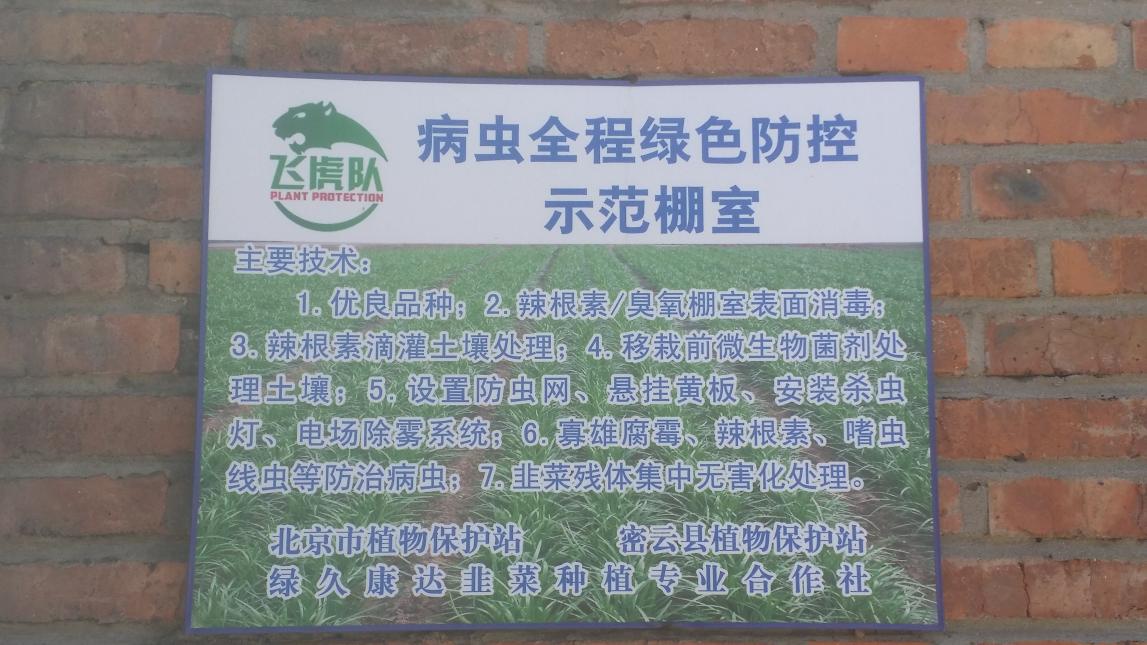 飞虎队
PLANT PROTECTION
病虫全程绿色防控
示范棚室
主要技术：
1.优良品种；2.辣根素/臭氧棚室表面消毒；
3.辣根素滴灌土壤处理；4.移栽前微生物菌剂处
理土壤；5.设置防虫网、悬挂黄板、安装杀虫
灯、电场除雾系统；6.寡雄腐霉、辣根素、嗜虫
线虫等防治病虫；7.韭菜残体集中无害化处理。
北京市植物保护站 密云县植物保护站
绿久康达韭菜种植专业合作社